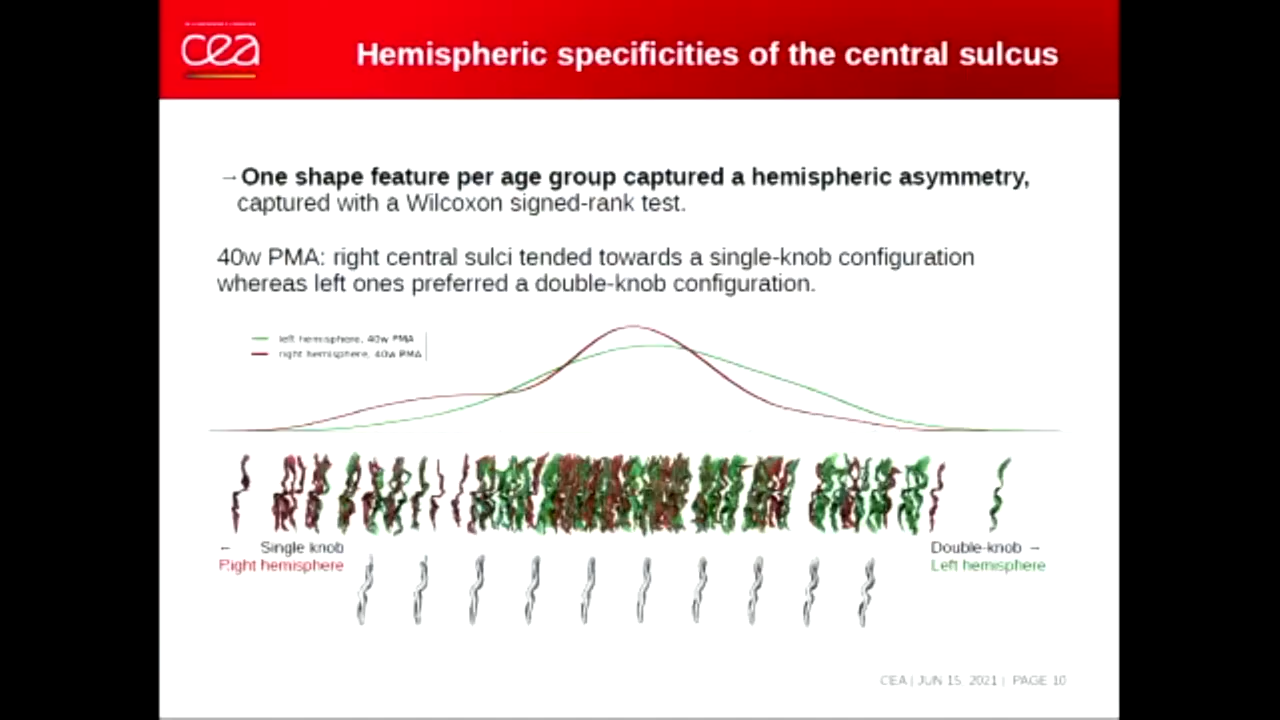 cea
Hemispheric specificities of the central sulcus
→One shape feature per age group captured a hemispheric asymmetry,
captured with a Wilcoxon signed-rank test.
40w PMA: right central sulci tended towards a single-knob configuration
whereas left ones preferred a double-knob configuration.
left hemisphere, 40w PMA
right hemisphere, 40w PMA
← Single knob
Right hemisphere
Double-knob →
Left hemisphere
CEA | JUN 15. 2021 | PAGE 10